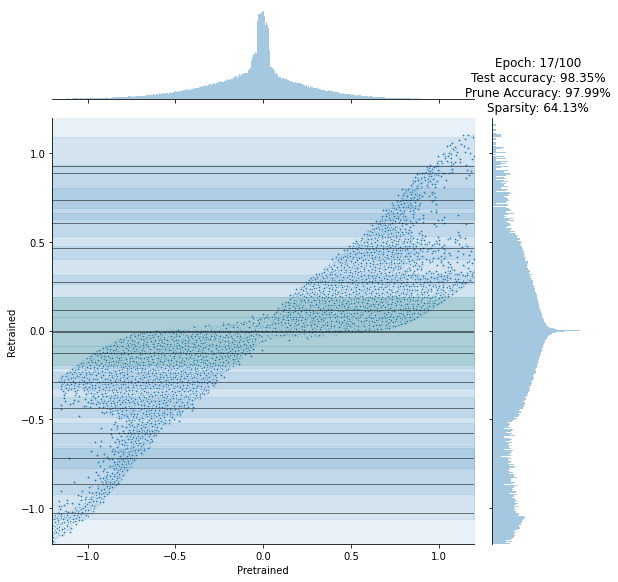 Epoch: 17/100
Test accuracy: 98.35%
Prune Accuracy: 97.99%
Sparsity: 64.13%
1.0
0.5
0.0
−0.5
−1.0
Retrained
−1.0
−0.5
0.0
0.5
1.0
Pretrained